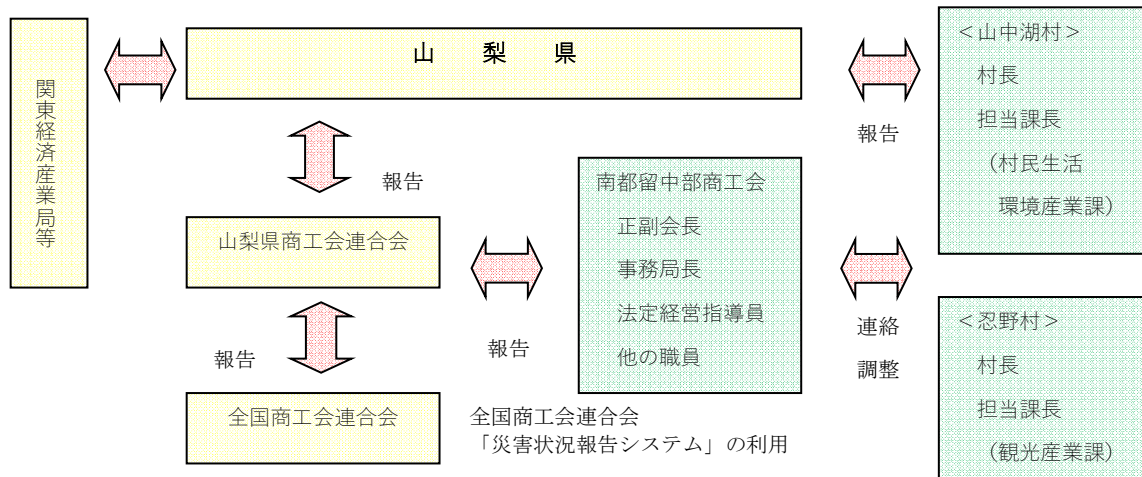 関東経済産業局等
山　梨　県
報告
山梨県商工会連合会
報告
全国商工会連合会
報告
南都留中部商工会
正副会長
事務局長
法定経営指導員
他の職員
全国商工会連合会
「災害状況報告システム」の利用
報告
連絡
調整
＜山中湖村＞
村長
担当課長
（村民生活
環境産業課）
＜忍野村＞
村長
担当課長
（観光産業課）